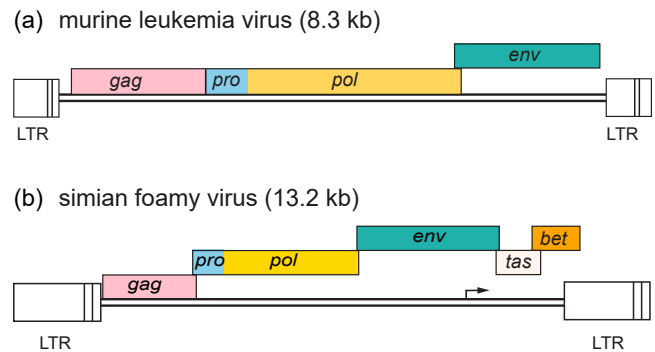 (a) murine leukemia virus (8.3 kb)
env
gag pro pol
LTR LTR
(b) simian foamy virus (13.2 kb)
env bet
pro pol tas
gag
LTR LTR